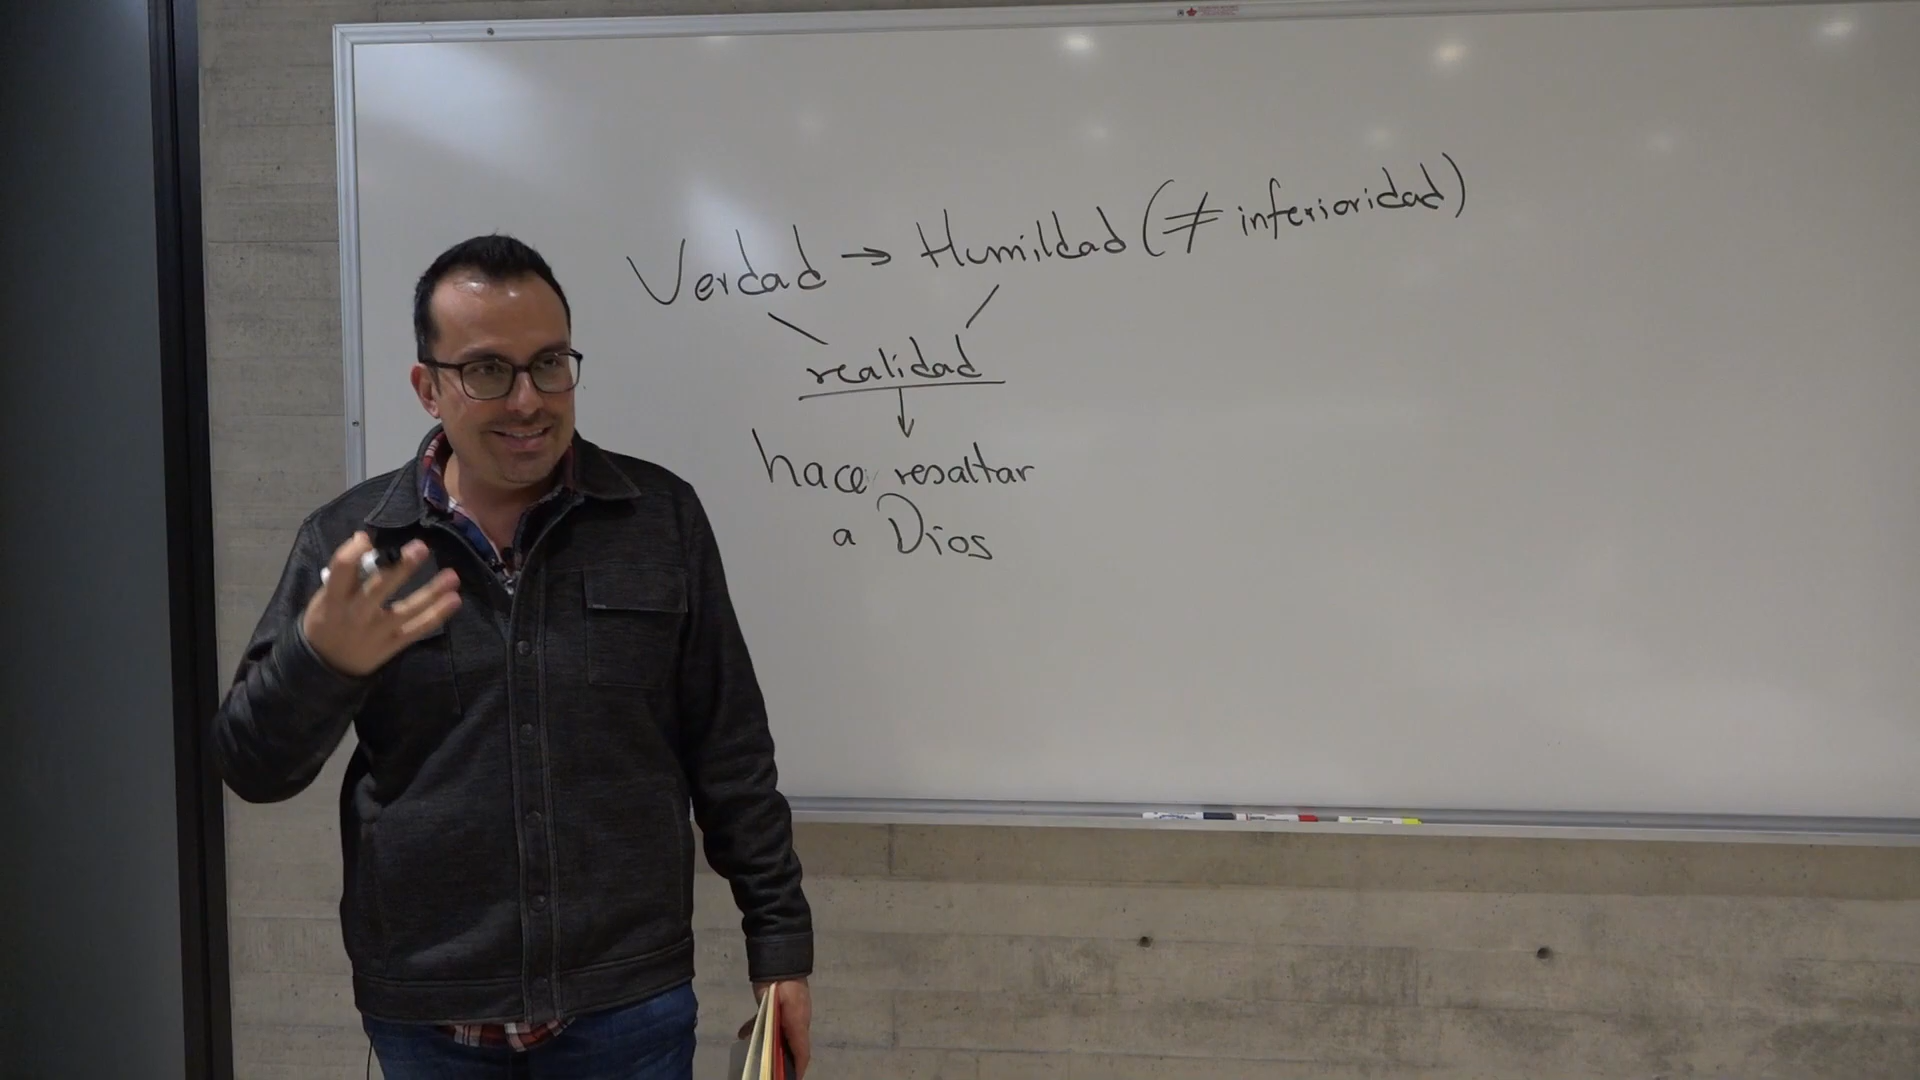 Verdad → Humildad (≠ inferioridad)
realidad
hace resaltar
a Dios